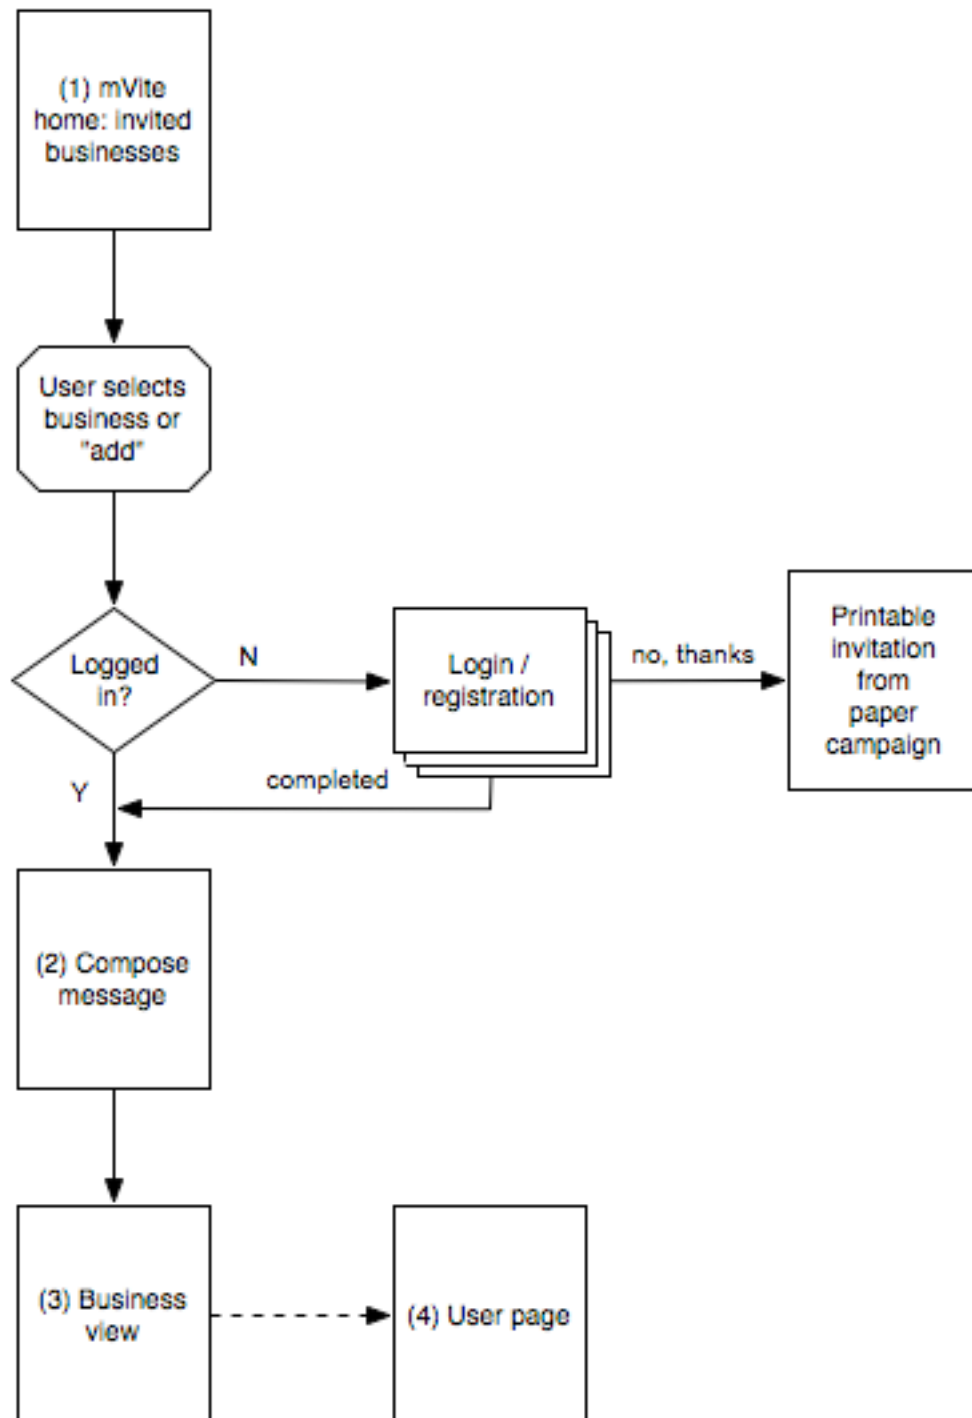 (1) mVite
home: invited
businesses
User selects
business or
"add"
Logged
in?
N
Login /
registration
no, thanks
Printable
invitation
from
paper
campaign
Y
completed
(2) Compose
message
(3) Business
view
(4) User page